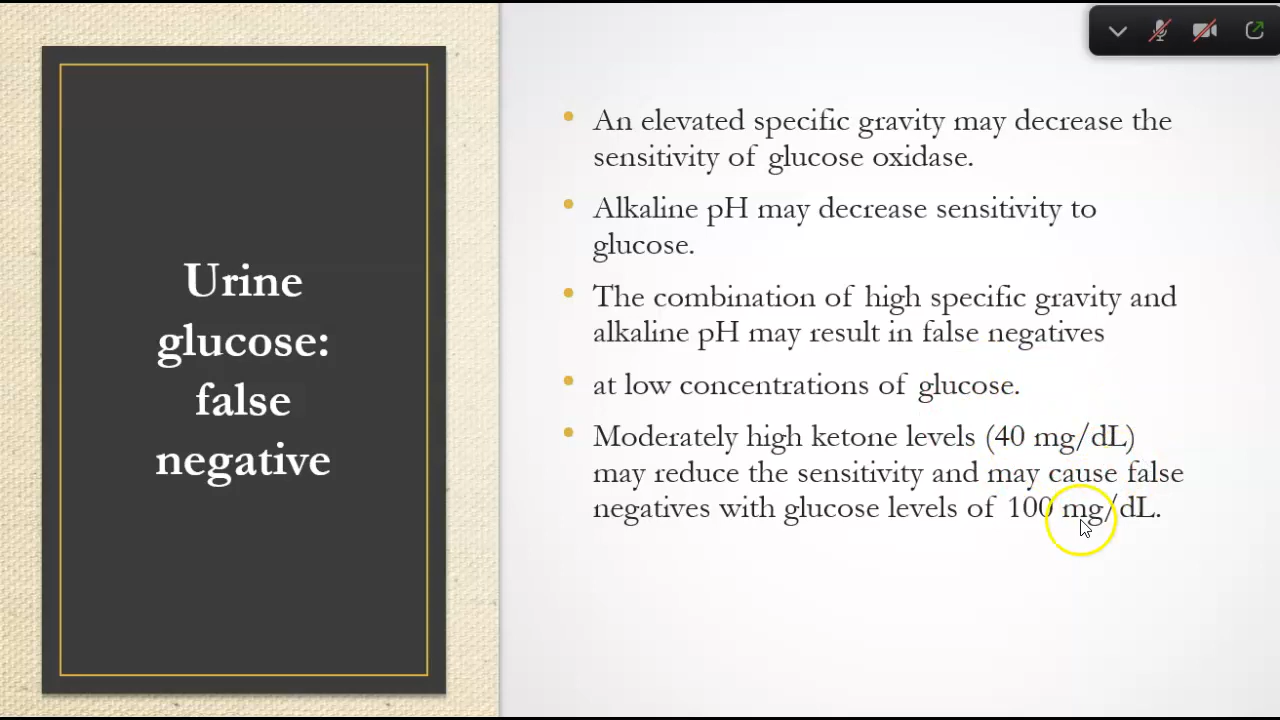 Urine
glucose:
false
negative
• An elevated specific gravity may decrease the
sensitivity of glucose oxidase.
• Alkaline pH may decrease sensitivity to
glucose.
• The combination of high specific gravity and
alkaline pH may result in false negatives
• at low concentrations of glucose.
• Moderately high ketone levels (40 mg/dL)
may reduce the sensitivity and may cause false
negatives with glucose levels of 100 mg/dL.